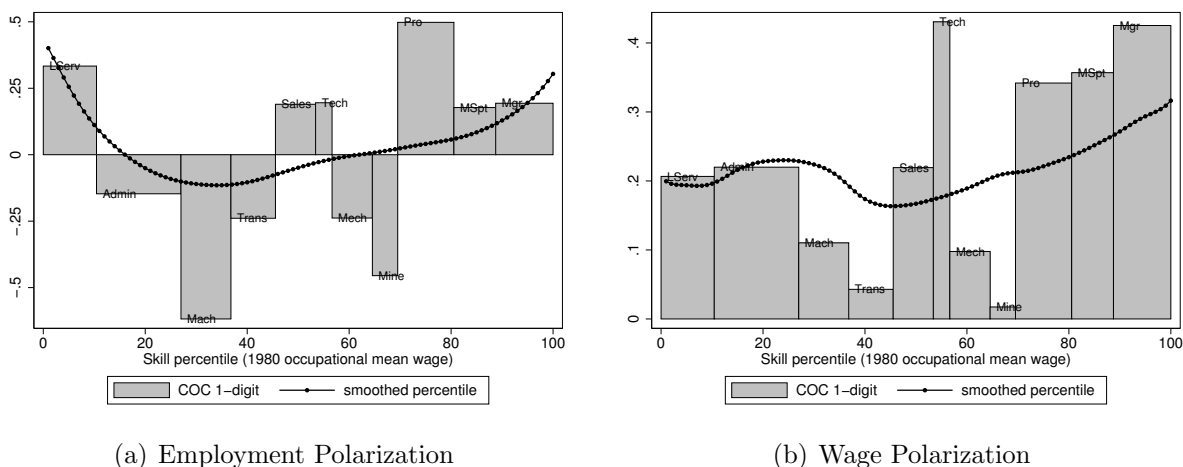 .5
.25
0
−.25
−.5
LServ
Admin
Mach
Trans
Sales
Tech
Mech
Mine
Pro
MSpt
Mgr
0 20 40 60 80 100
Skill percentile (1980 occupational mean wage)
COC 1−digit smoothed percentile
(a) Employment Polarization
.4
.3
.2
.1
0
LServ
Admin
Mach
Trans
Sales
Tech
Mech
Mine
Pro
MSpt
Mgr
0 20 40 60 80 100
Skill percentile (1980 occupational mean wage)
COC 1−digit smoothed percentile
(b) Wage Polarization